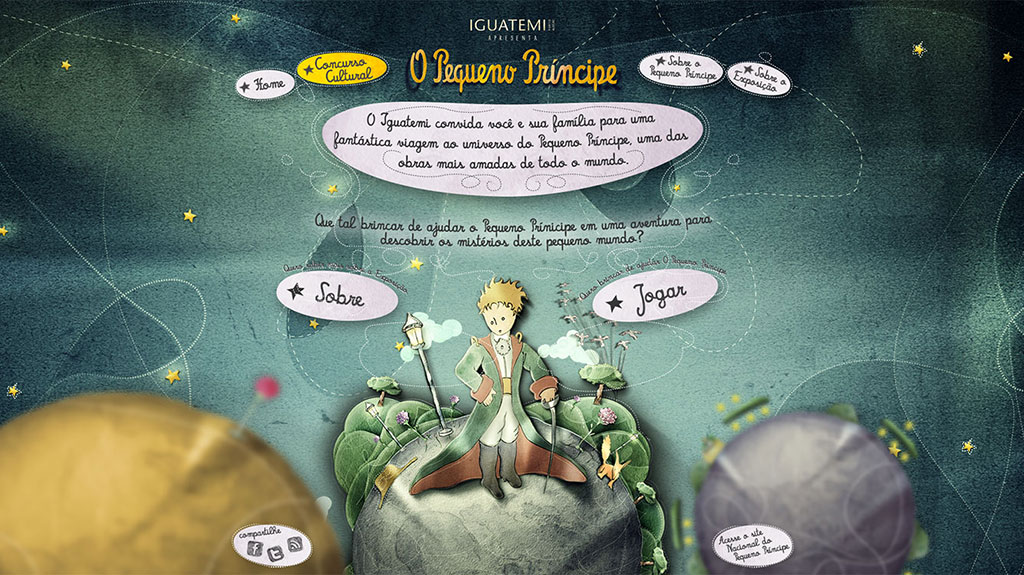 IGUATEMI
APRESENTA
Home
Concurso
Cultural
O Pequeno Príncipe
Sobre o
Pequeno Príncipe
Sobre a
Exposição
O Iguatemi convida você e sua família para uma
fantástica viagem ao universo do Pequeno Príncipe, uma das
obras mais amadas de todo o mundo.
Que tal brincar de ajudar o Pequeno Prínicipe em uma aventura para
descobrir os mistérios deste pequeno mundo?
Quero saber mais sobre a Exposição
Sobre
Quero brincar de ajudar O Pequeno Príncipe
Jogar
compartilhe
Acesse o site
Nacional do
Pequeno Príncipe